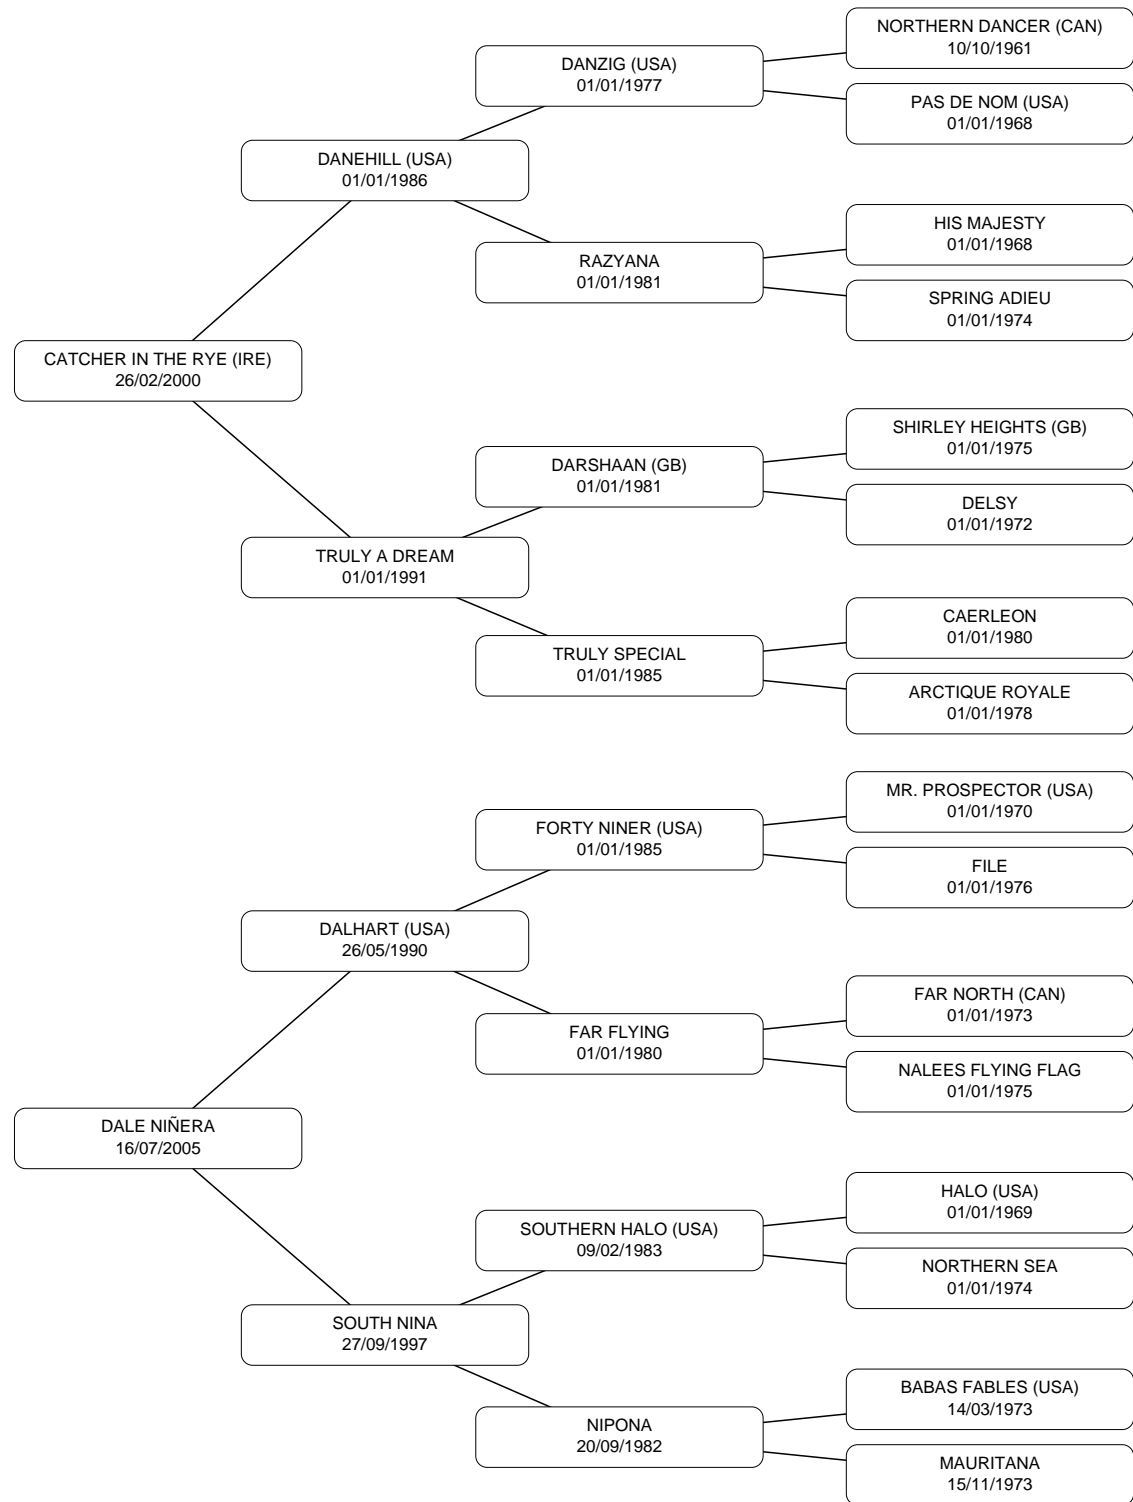 NORTHERN DANCER (CAN)
10/10/1961
DANZIG (USA)
01/01/1977
PAS DE NOM (USA)
01/01/1968
DANEHILL (USA)
01/01/1986
HIS MAJESTY
01/01/1968
RAZYANA
01/01/1981
SPRING ADIEU
01/01/1974
CATCHER IN THE RYE (IRE)
26/02/2000
SHIRLEY HEIGHTS (GB)
01/01/1975
DARSHAAN (GB)
01/01/1981
DELSY
01/01/1972
TRULY A DREAM
01/01/1991
CAERLEON
01/01/1980
TRULY SPECIAL
01/01/1985
ARCTIQUE ROYALE
01/01/1978
MR. PROSPECTOR (USA)
01/01/1970
FORTY NINER (USA)
01/01/1985
FILE
01/01/1976
DALHART (USA)
26/05/1990
FAR NORTH (CAN)
01/01/1973
FAR FLYING
01/01/1980
NALEES FLYING FLAG
01/01/1975
DALE NIÑERA
16/07/2005
HALO (USA)
01/01/1969
SOUTHERN HALO (USA)
09/02/1983
NORTHERN SEA
01/01/1974
SOUTH NINA
27/09/1997
BABAS FABLES (USA)
14/03/1973
NIPONA
20/09/1982
MAURITANA
15/11/1973